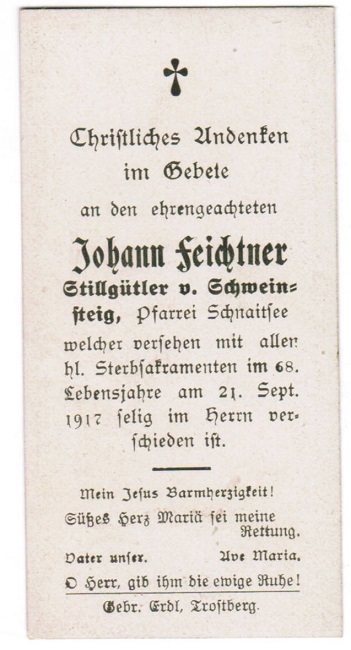 Christliches Andenken
im Gebete
an den ehrengeachteten
Johann Feichtner
Stillgütler v. Schwein=
steig, Pfarrei Schnaitsee
welcher versehen mit allen
hl. Sterbsakramenten im 68.
Lebensjahre am 21. Sept.
1917 selig im Herrn ver=
schieden ist.
Mein Jesus Barmherzigkeit!
Süßes Herz Mariä sei meine
Rettung.
Vater unser. Ave Maria.
O Herr, gib ihm die ewige Ruhe!
Gebr. Erdl, Trostberg.